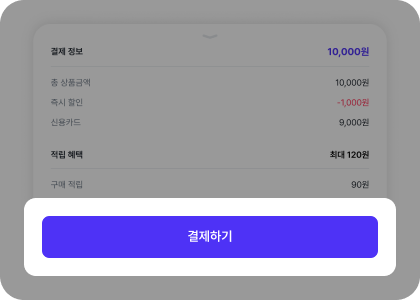 결제 정보 10,000원
총 상품금액 10,000원
즉시 할인 -1,000원
신용카드 9,000원
적립 혜택 최대 120원
구매 적립 90원
결제하기